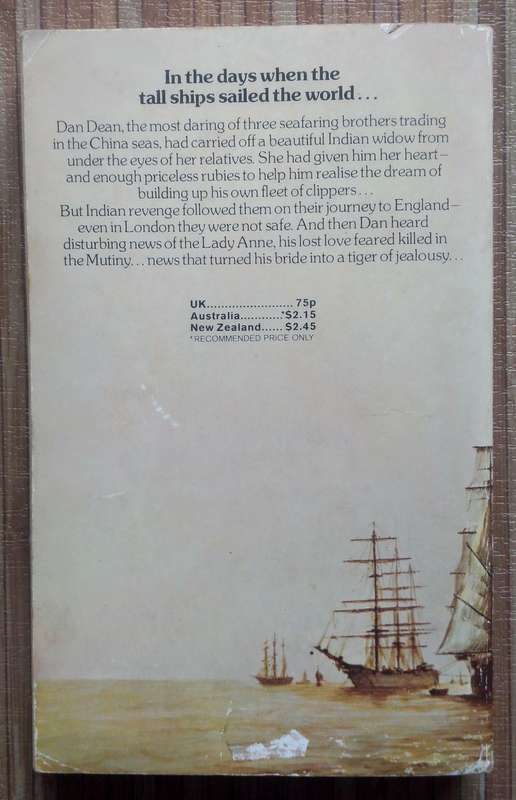 In the days when the
tall ships sailed the world...
Dan Dean, the most daring of three seafaring brothers trading
in the China seas, had carried off a beautiful Indian widow from
under the eyes of her relatives. She had given him her heart–
and enough priceless rubies to help him realise the dream of
building up his own fleet of clippers...
But Indian revenge followed them on their journey to England–
even in London they were not safe. And then Dan heard
disturbing news of the Lady Anne, his lost love feared killed in
the Mutiny... news that turned his bride into a tiger of jealousy...
UK........................ 75p
Australia...........*$2.15
New Zealand...... $2.45
*RECOMMENDED PRICE ONLY